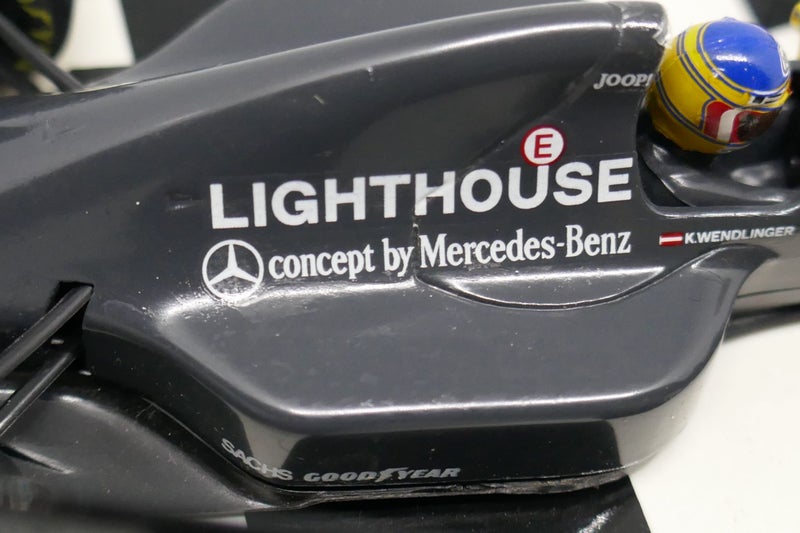 JOOP!
E
LIGHTHOUSE
concept by Mercedes-Benz
K.WENDLINGER
SACHS GOODYEAR